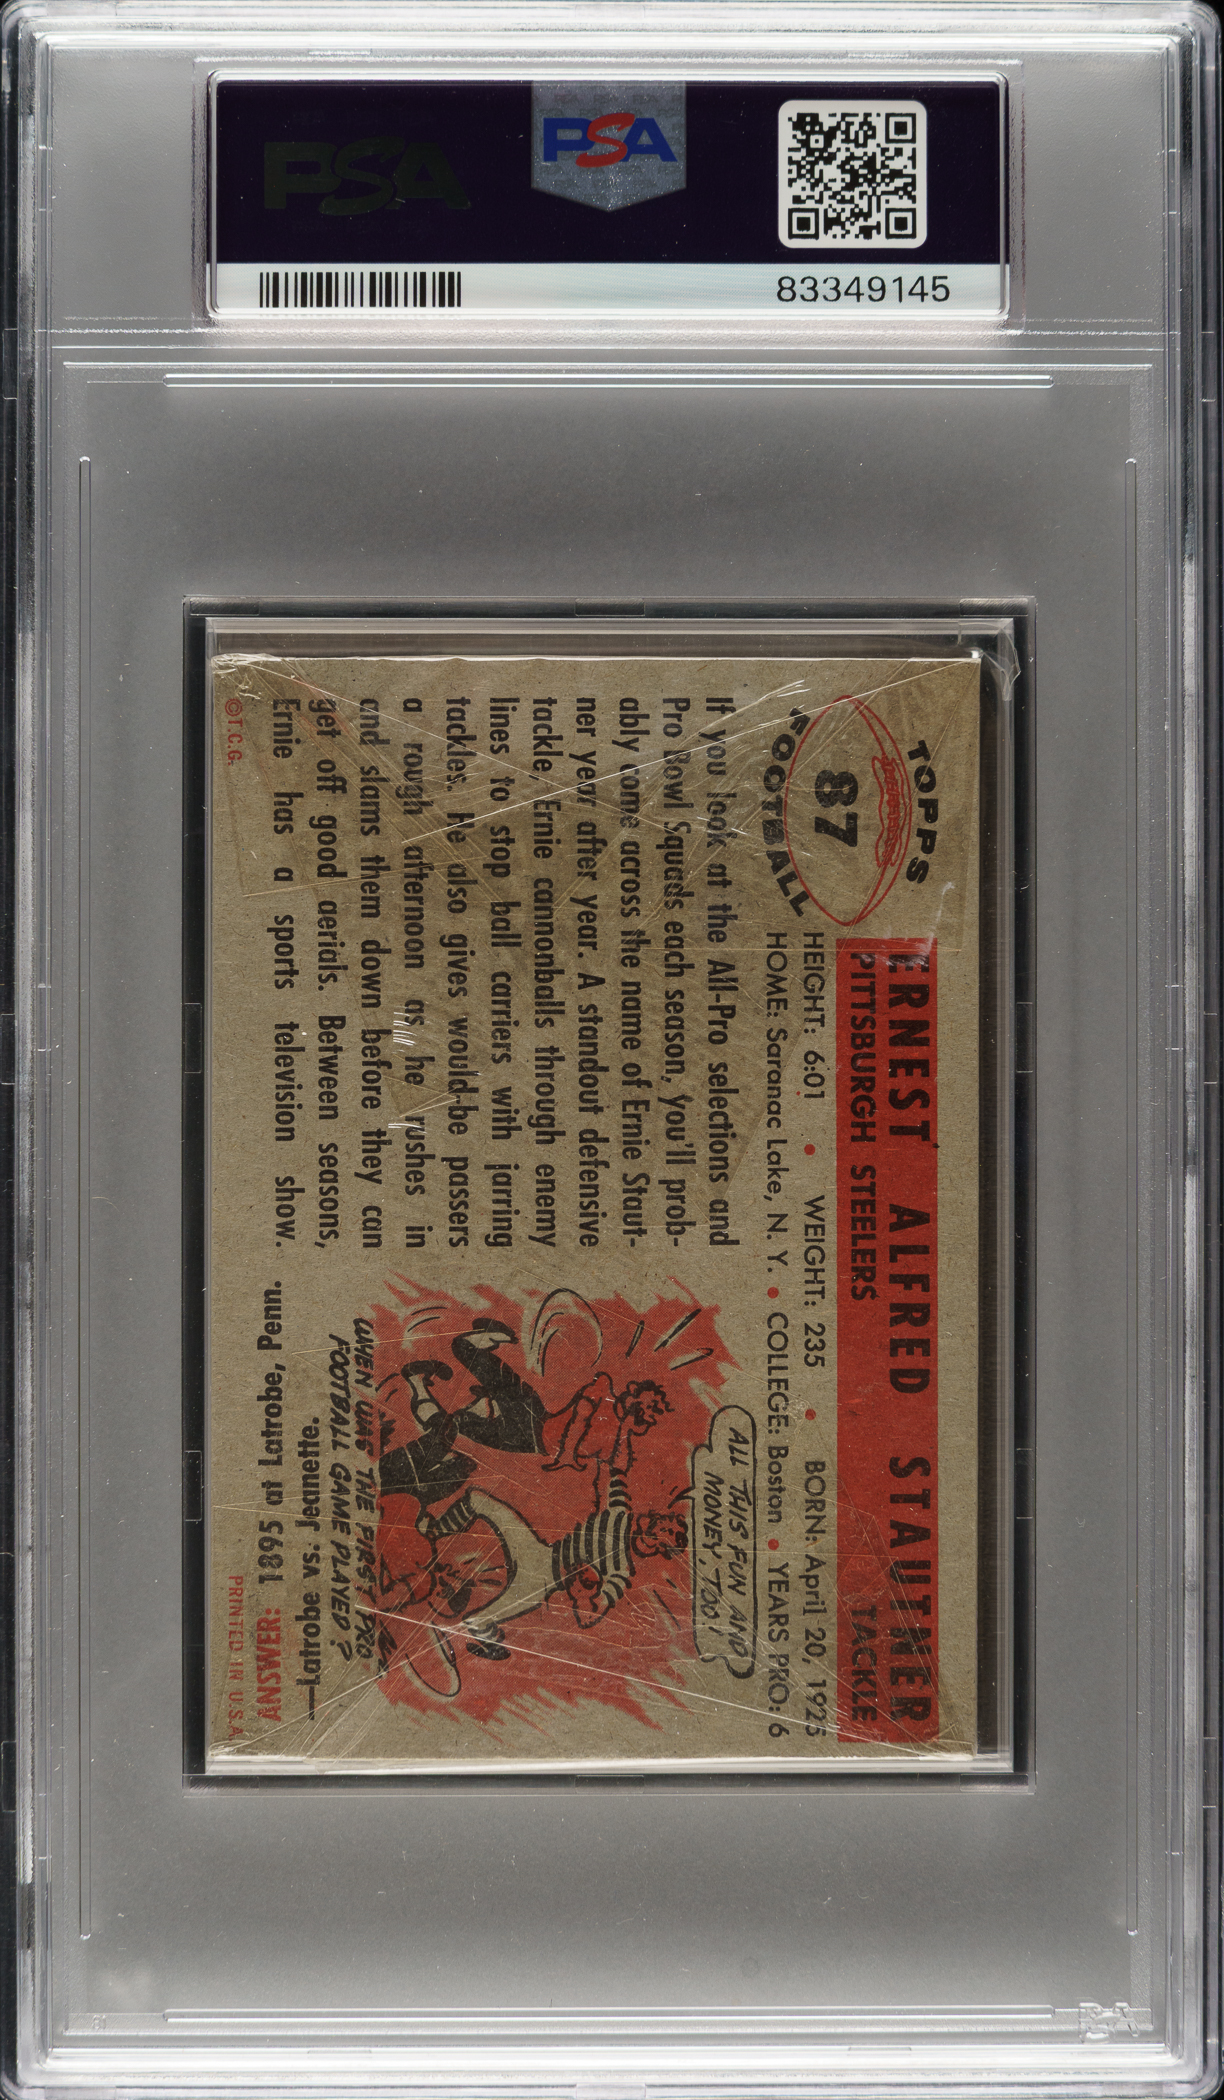 PSA
PSA
83349145
TOPPS
87
FOOTBALL
ERNEST ALFRED STAUTNER
PITTSBURGH STEELERS TACKLE
HEIGHT: 6:01 • WEIGHT: 235 • BORN: April 20, 1925
HOME: Saranac Lake, N. Y. • COLLEGE: Boston • YEARS PRO: 6
If you look at the All-Pro selections and
Pro Bowl Squads each season, you'll prob-
ably come across the name of Ernie Staut-
ner year after year. A standout defensive
tackle, Ernie cannonballs through enemy
lines to stop ball carriers with jarring
tackles. He also gives would-be passers
a rough afternoon as he rushes in
and slams them down before they can
get off good aerials. Between seasons,
Ernie has a sports television show.
ALL THIS FUN AND
MONEY, TOO!
WHEN WAS THE FIRST PRO
FOOTBALL GAME PLAYED?
ANSWER: 1895 at Latrobe, Penn.
—Latrobe vs. Jeannette.
©T.C.G.
PRINTED IN U.S.A.
PSA